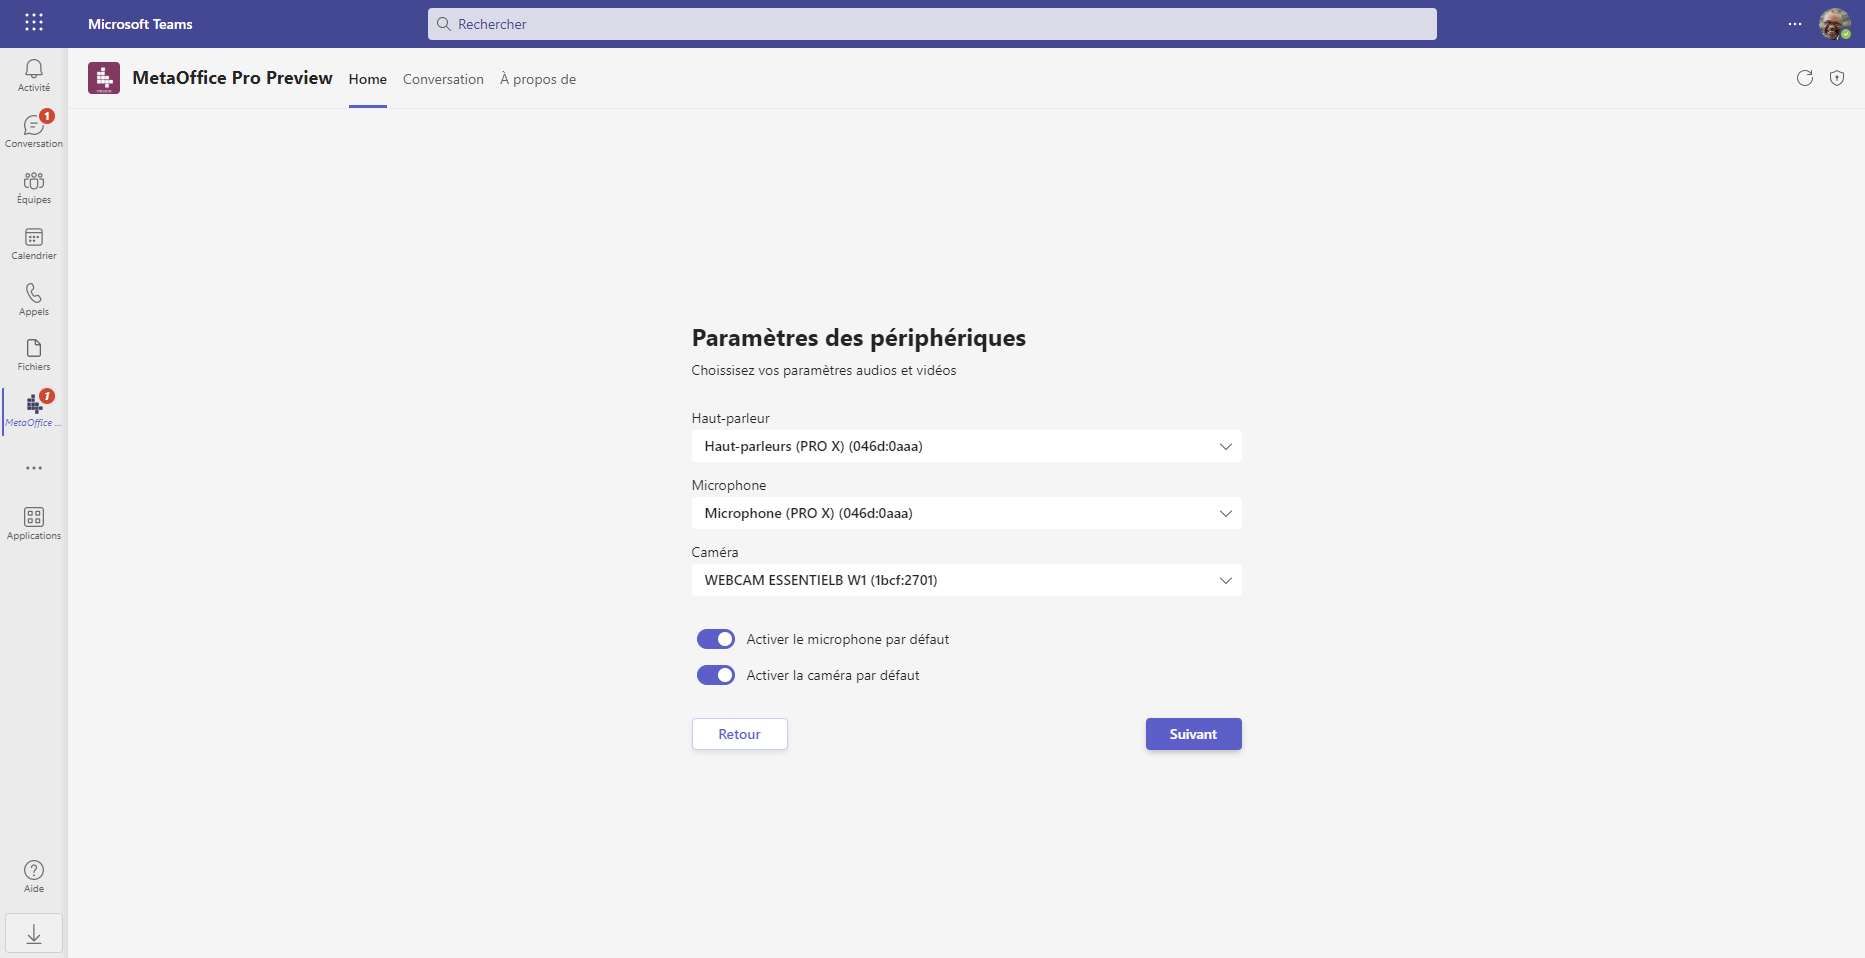 Microsoft Teams
Rechercher
Activité
1
Conversation
Équipes
Calendrier
Appels
Fichiers
1
MetaOffice ...
Applications
Aide
MetaOffice Pro Preview
Home
Conversation
À propos de
Paramètres des périphériques
Choissisez vos paramètres audios et vidéos
Haut-parleur
Haut-parleurs (PRO X) (046d:0aaa)
Microphone
Microphone (PRO X) (046d:0aaa)
Caméra
WEBCAM ESSENTIELB W1 (1bcf:2701)
Activer le microphone par défaut
Activer la caméra par défaut
Retour
Suivant